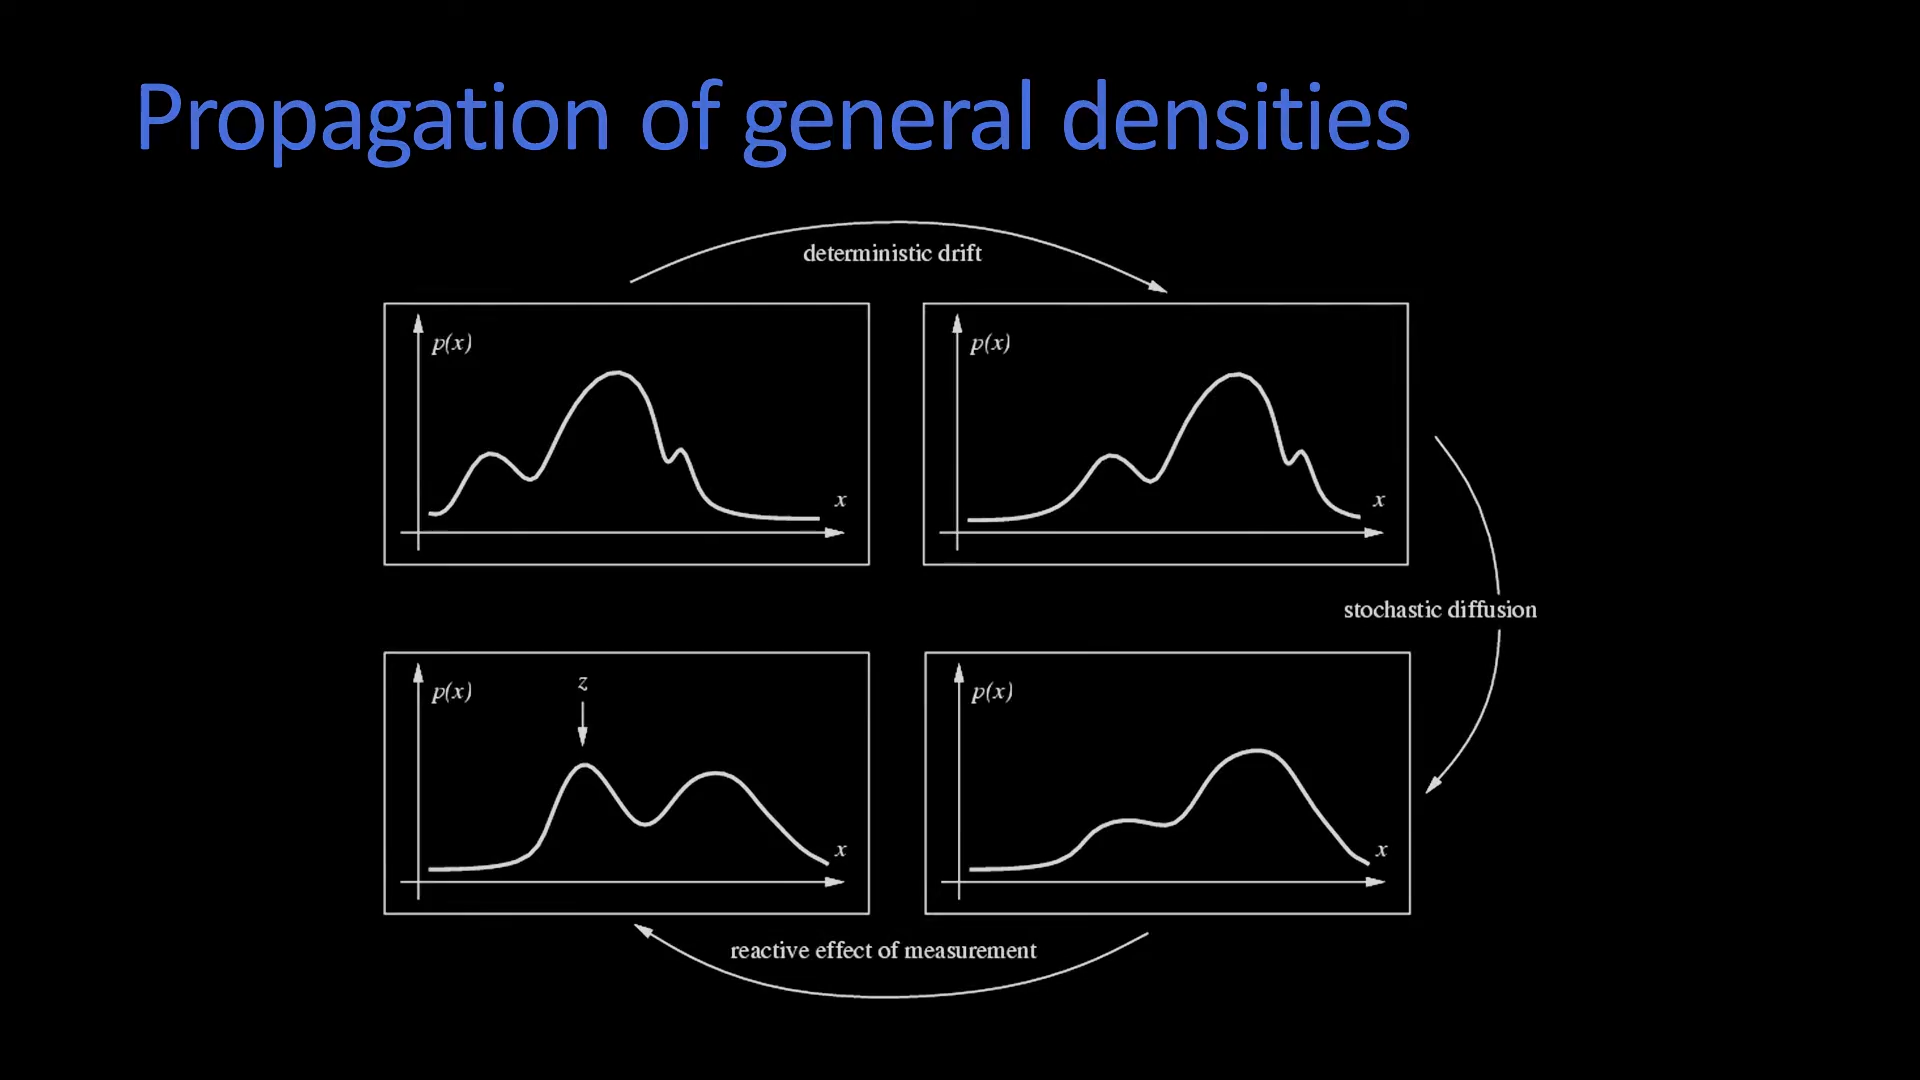 Propagation of general densities
deterministic drift
p(x)
x
p(x)
x
stochastic diffusion
p(x)
z
x
p(x)
x
reactive effect of measurement